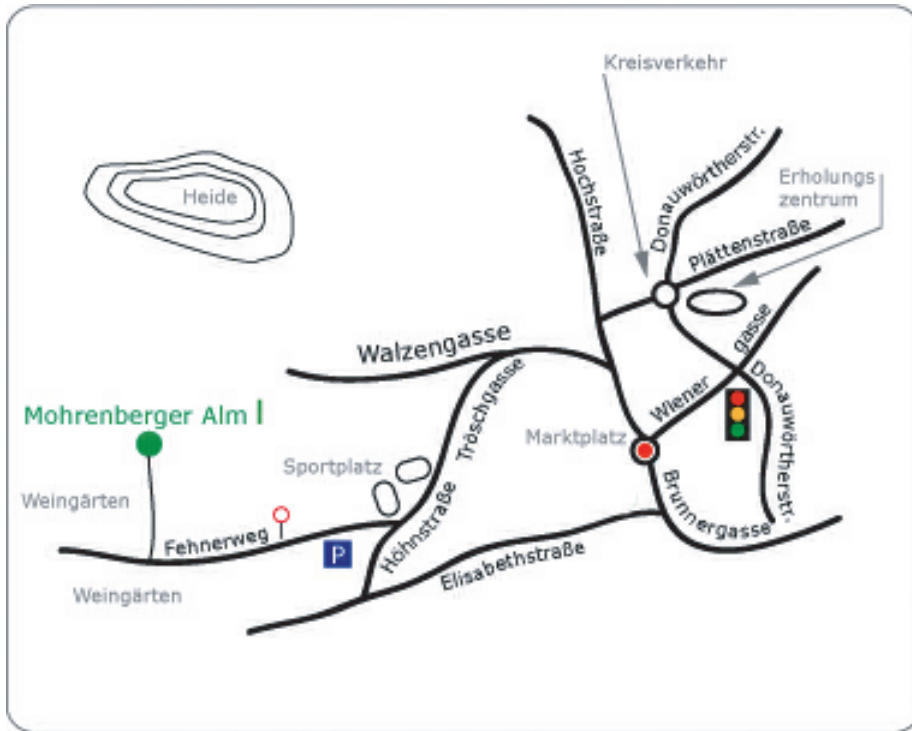 Kreisverkehr
Hochstraße
Donauwörtherstr.
Erholungs
zentrum
Plättenstraße
Heide
Walzengasse
Wiener
gasse
Donauwörtherstr.
Tröschgasse
Mohrenberger Alm I
Marktplatz
Sportplatz
Weingärten
Brunnergasse
Fehnerweg
P
Höhnstraße
Elisabethstraße
Weingärten